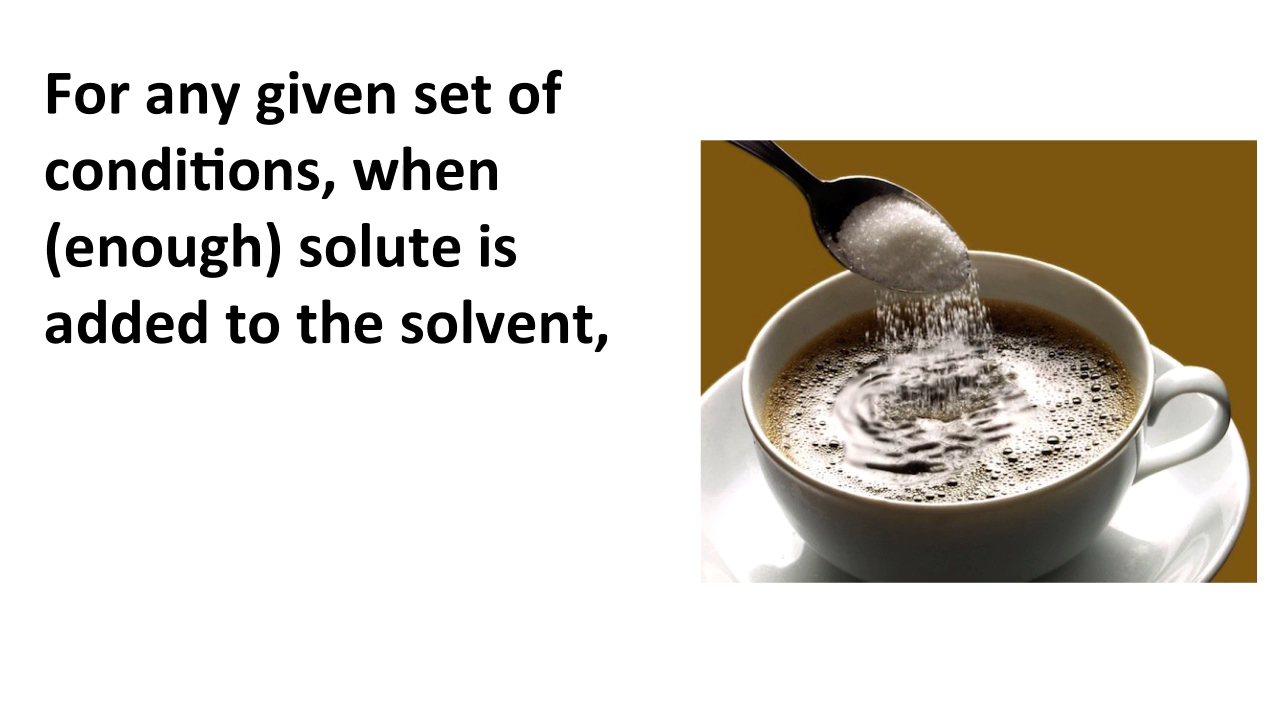 For any given set of
conditions, when
(enough) solute is
added to the solvent,